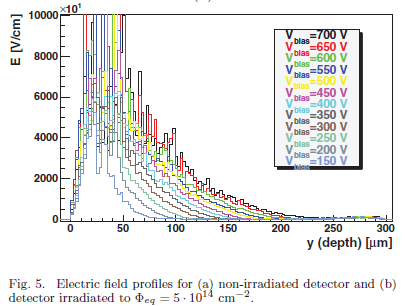 ×10¹
E [V/cm]
10000
8000
6000
4000
2000
0
V bias=700 V
V bias=650 V
V bias=600 V
V bias=550 V
V bias=500 V
V bias=450 V
V bias=400 V
V bias=350 V
V bias=300 V
V bias=250 V
V bias=200 V
V bias=150 V
0 50 100 150 200 250 300
y (depth) [μm]
Fig. 5. Electric field profiles for (a) non-irradiated detector and (b)
detector irradiated to Φeq = 5 · 10¹⁴ cm⁻².